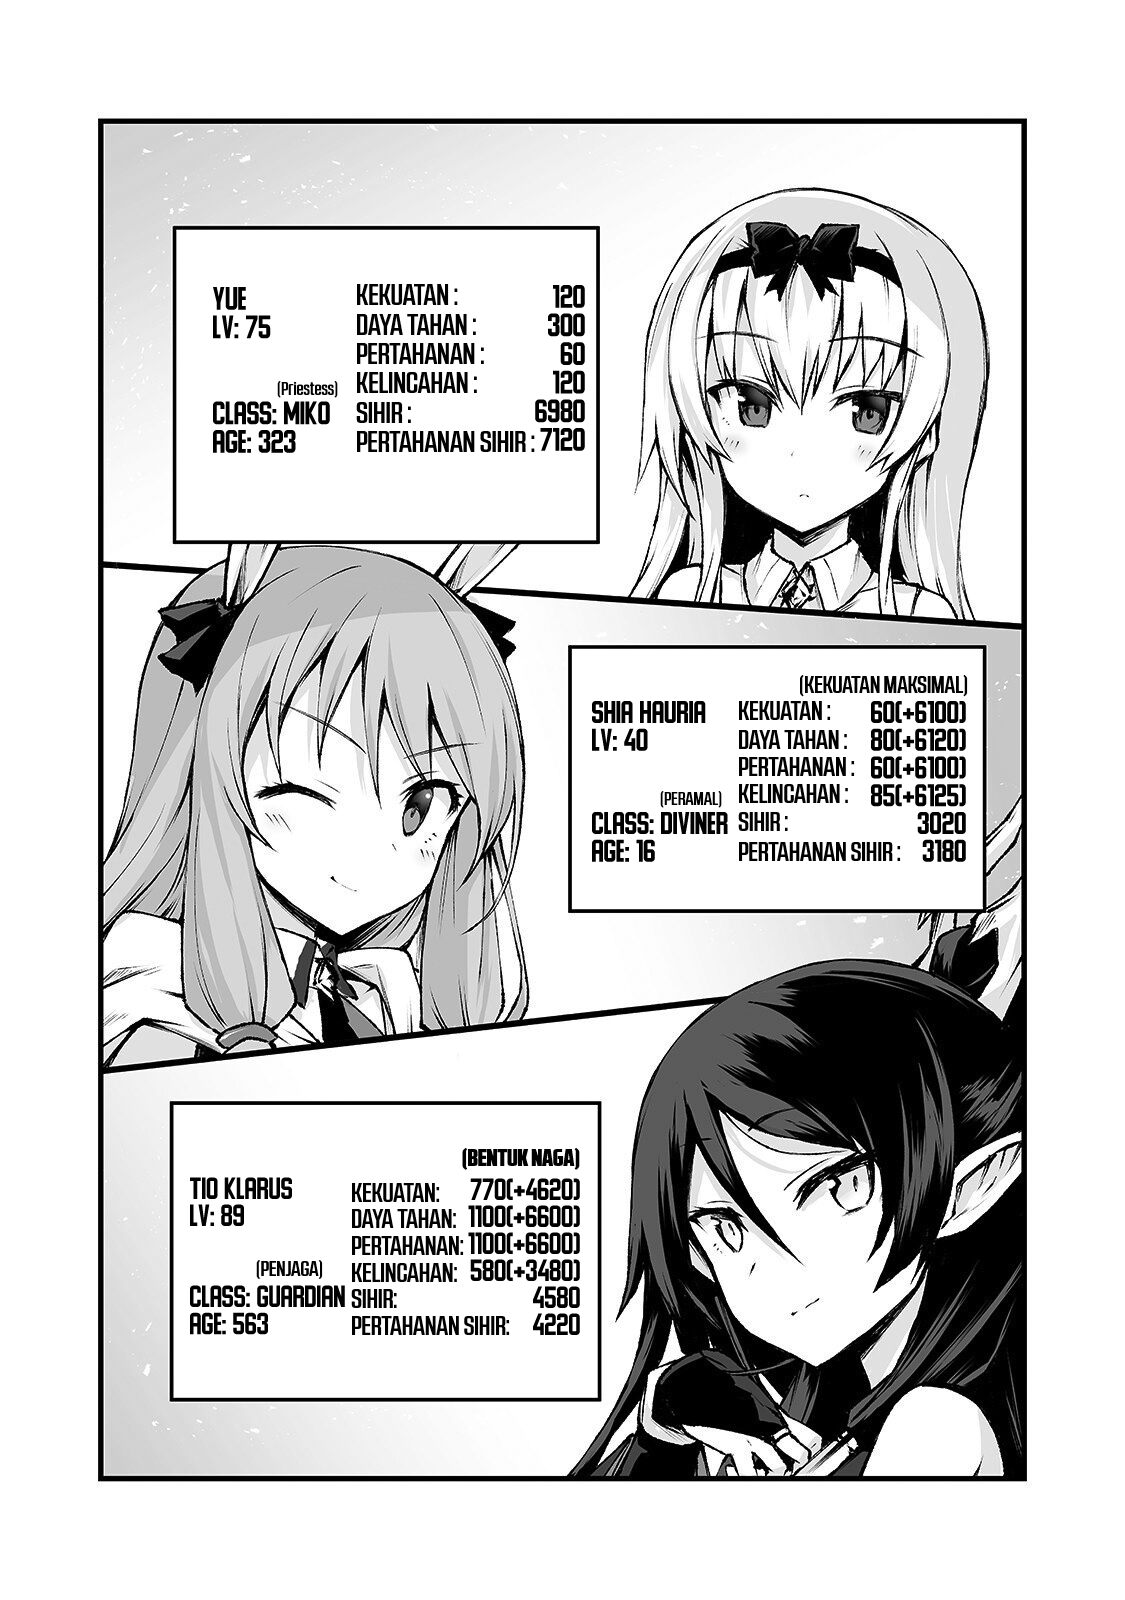 YUE
LV: 75
(Priestess)
CLASS: MIKO
AGE: 323
KEKUATAN : 120
DAYA TAHAN : 300
PERTAHANAN : 60
KELINCAHAN : 120
SIHIR : 6980
PERTAHANAN SIHIR : 7120
SHIA HAURIA
LV: 40
(PERAMAL)
CLASS: DIVINER
AGE: 16
(KEKUATAN MAKSIMAL)
KEKUATAN : 60(+6100)
DAYA TAHAN : 80(+6120)
PERTAHANAN : 60(+6100)
KELINCAHAN : 85(+6125)
SIHIR : 3020
PERTAHANAN SIHIR : 3180
TIO KLARUS
LV: 89
(PENJAGA)
CLASS: GUARDIAN
AGE: 563
(BENTUK NAGA)
KEKUATAN: 770(+4620)
DAYA TAHAN: 1100(+6600)
PERTAHANAN: 1100(+6600)
KELINCAHAN: 580(+3480)
SIHIR: 4580
PERTAHANAN SIHIR: 4220